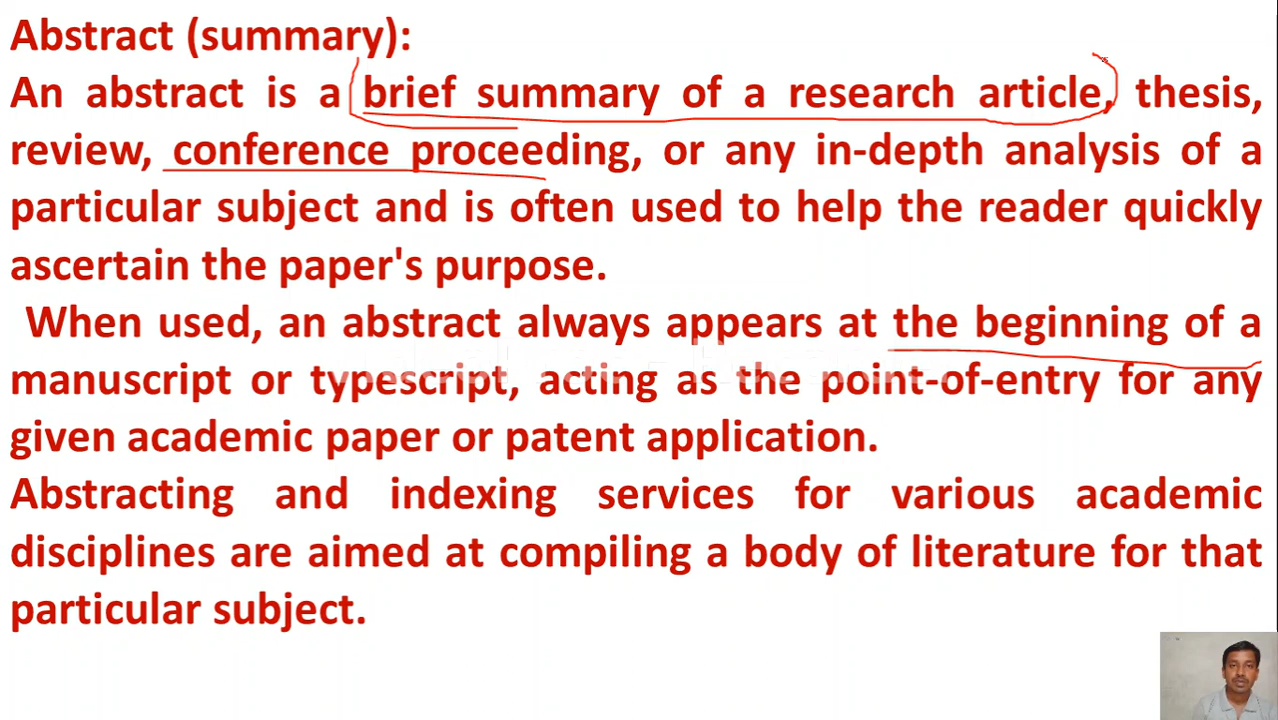 Abstract (summary):
An abstract is a brief summary of a research article, thesis,
review, conference proceeding, or any in-depth analysis of a
particular subject and is often used to help the reader quickly
ascertain the paper's purpose.
When used, an abstract always appears at the beginning of a
manuscript or typescript, acting as the point-of-entry for any
given academic paper or patent application.
Abstracting and indexing services for various academic
disciplines are aimed at compiling a body of literature for that
particular subject.